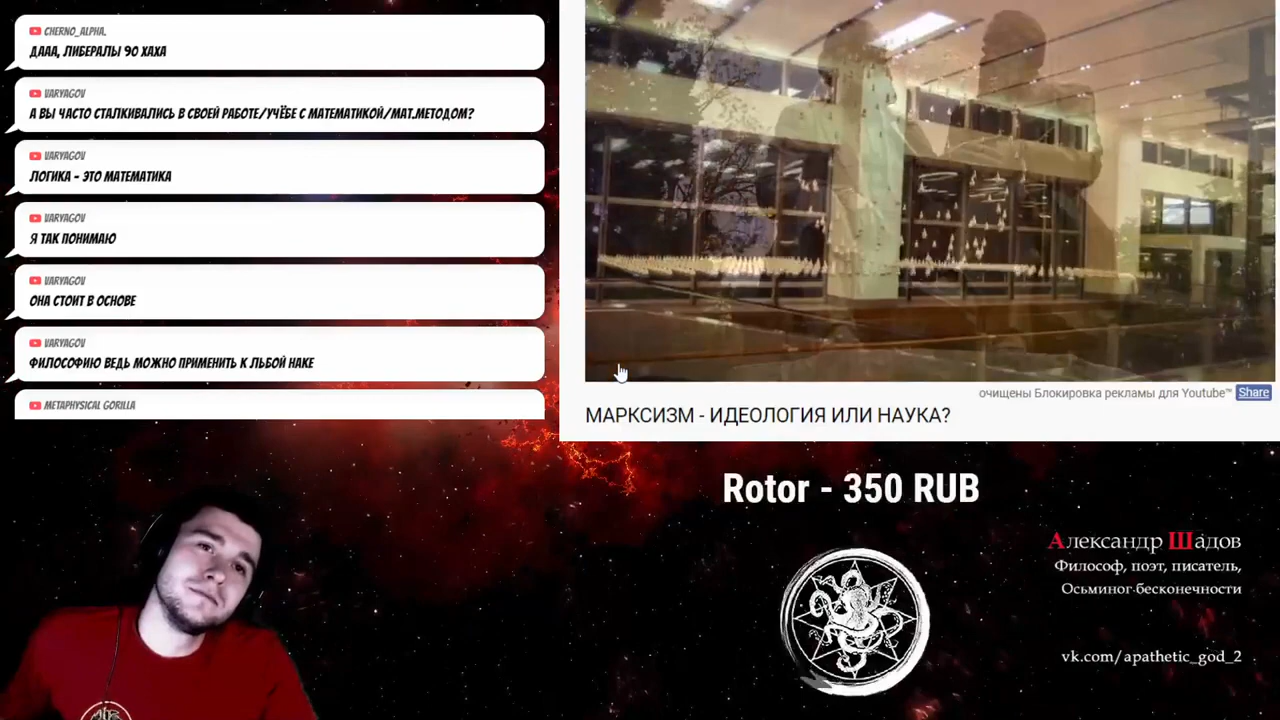 CHERNO_ALPHA.
ДААА, ЛИБЕРАЛЫ 90 ХАХА
VARYAGOV
А ВЫ ЧАСТО СТАЛКИВАЛИСЬ В СВОЕЙ РАБОТЕ/УЧЁБЕ С МАТЕМАТИКОЙ/МАТ.МЕТОДОМ?
VARYAGOV
ЛОГИКА - ЭТО МАТЕМАТИКА
VARYAGOV
Я ТАК ПОНИМАЮ
VARYAGOV
ОНА СТОИТ В ОСНОВЕ
VARYAGOV
ФИЛОСОФИЮ ВЕДЬ МОЖНО ПРИМЕНИТЬ К ЛЬБОЙ НАКЕ
METAPHYSICAL GORILLA
очищены Блокировка рекламы для Youtube™ Share
МАРКСИЗМ - ИДЕОЛОГИЯ ИЛИ НАУКА?
Rotor - 350 RUB
Александр Шадов
Философ, поэт, писатель,
Осьминог бесконечности
vk.com/apathetic_god_2